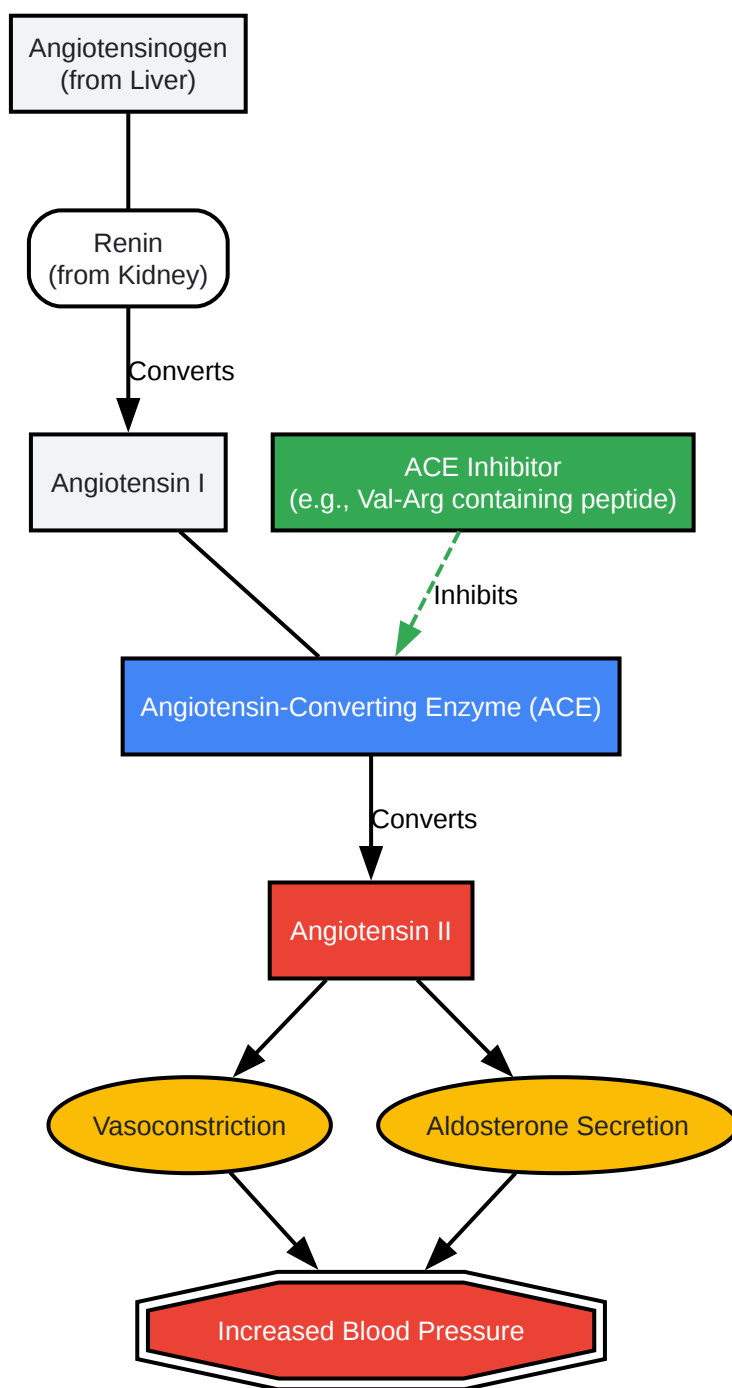 Angiotensinogen
(from Liver)
Renin
(from Kidney)
Converts
Angiotensin I
ACE Inhibitor
(e.g., Val-Arg containing peptide)
Inhibits
Angiotensin-Converting Enzyme (ACE)
Converts
Angiotensin II
Vasoconstriction
Aldosterone Secretion
Increased Blood Pressure